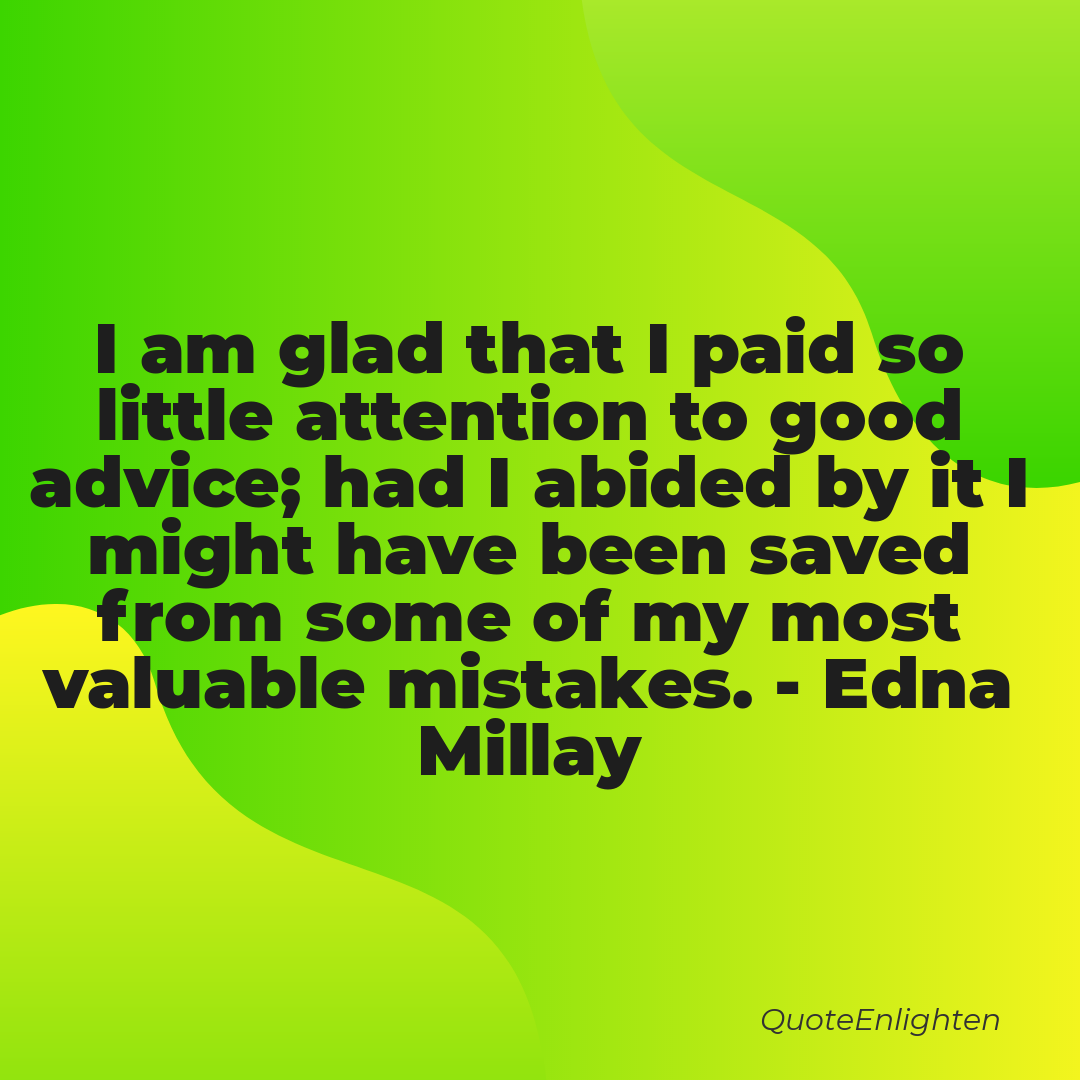 I am glad that I paid so
little attention to good
advice; had I abided by it I
might have been saved
from some of my most
valuable mistakes. - Edna
Millay
QuoteEnlighten